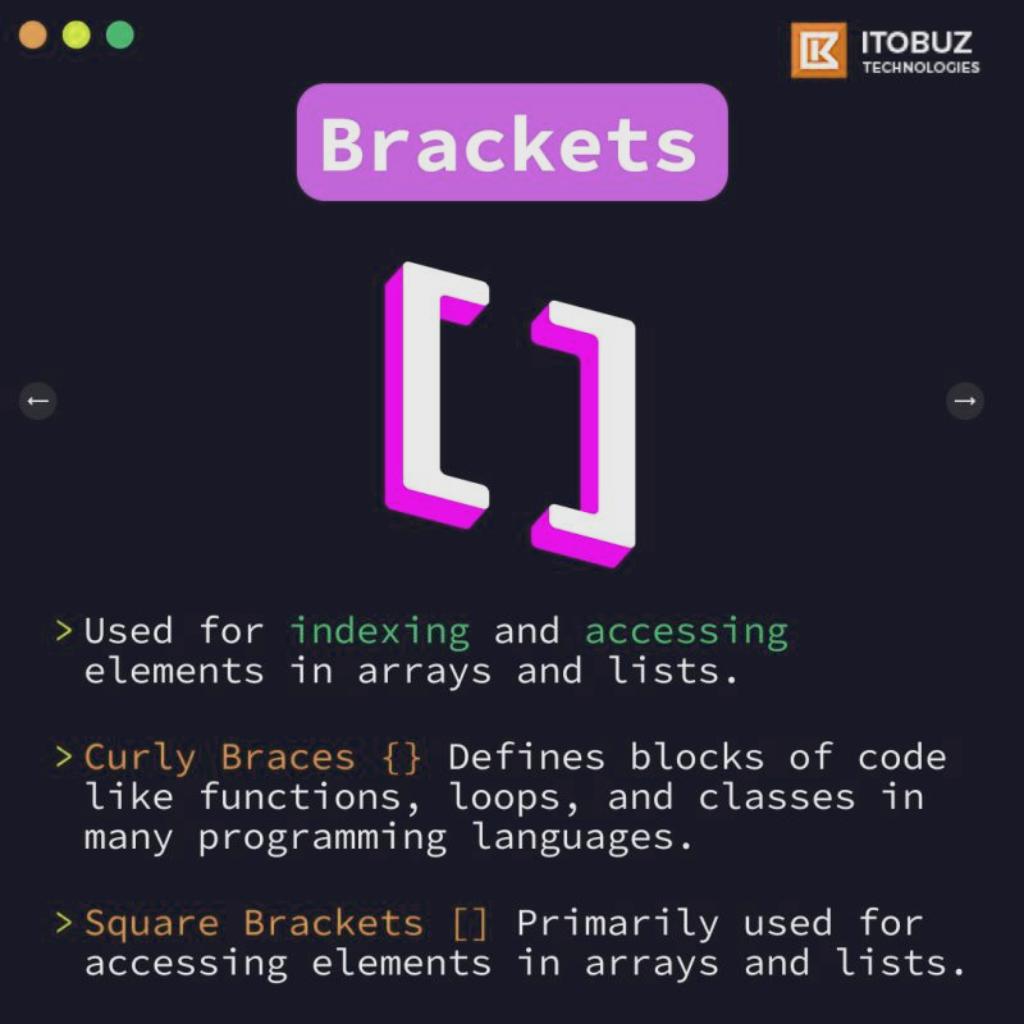 ITOBUZ
TECHNOLOGIES
Brackets
[ ]
←
→
> Used for indexing and accessing
elements in arrays and lists.
> Curly Braces {} Defines blocks of code
like functions, loops, and classes in
many programming languages.
> Square Brackets [] Primarily used for
accessing elements in arrays and lists.